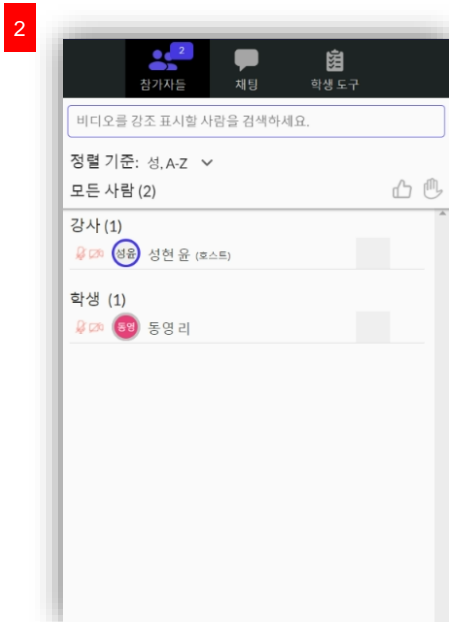 2
2
참가자들 채팅 학생 도구
비디오를 강조 표시할 사람을 검색하세요.
정렬 기준: 성, A-Z
모든 사람 (2)
강사 (1)
성윤 성현 윤 (호스트)
학생 (1)
동영 동영 리